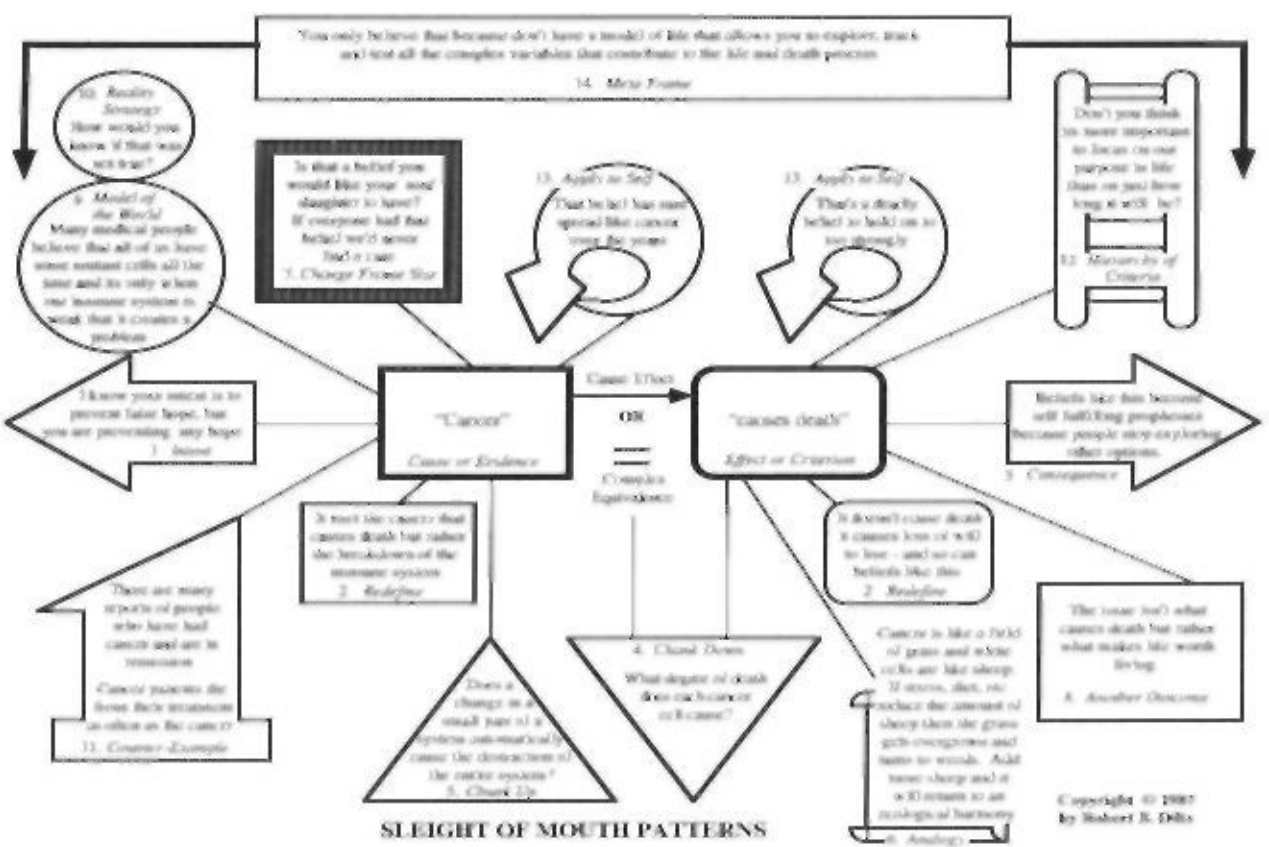 You only believe that because don't have a model of life that allows you to explore, track
and test all the complex variables that contribute to the life and death process
14. Meta Frame
10. Reality
Strategy
How would you
know if that was
not true?
9. Model of
the World
Many medical people
believe that all of us have
some mutant cells all the
time and its only when
our immune system is
weak that it creates a
problem
Is that a belief you
would like your son/
daughter to have?
If everyone had that
belief we'd never
find a cure
7. Change Frame Size
13. Apply to Self
That belief has
spread like cancer
over the years
13. Apply to Self
That's a deadly
belief to hold on to
too strongly
Don't you think
more important
to focus on our
purpose in life
than on just how
long it will be?
12. Hierarchy of
Criteria
I know your intent is to
prevent false hope, but
you are preventing any hope
1. Intent
"Cancer"
Cause or Evidence
Cause Effect
OR
=
Complex
Equivalence
"causes death"
Effect or Criterion
Beliefs like this become
self fulfilling prophecies
because people stop exploring
other options.
3. Consequence
There are many
reports of people
who have had
cancer and are in
remission
Cancer patients die
from their treatment
as often as the cancer
11. Counter-Example
It isn't the cancer that
causes death but rather
the breakdown of the
immune system
2. Redefine
Does a
change in a
small part of a
system automatically
cause the destruction of
the entire system?
5. Chunk Up
4. Chunk Down
What degree of death
does each cancer
cell cause?
It doesn't cause death
it causes loss of will
to live - and so can
beliefs like this
2. Redefine
Cancer is like a field
of grass and white
cells are like sheep.
If stress, diet, etc
reduce the amount of
sheep then the grass
gets overgrown and
turns to weeds. Add
more sheep and it
will return to an
ecological harmony
6. Analogy
The issue isn't what
causes death but rather
what makes life worth
living.
8. Another Outcome
SLEIGHT OF MOUTH PATTERNS
Copyright © 1987
by Robert B. Dilts